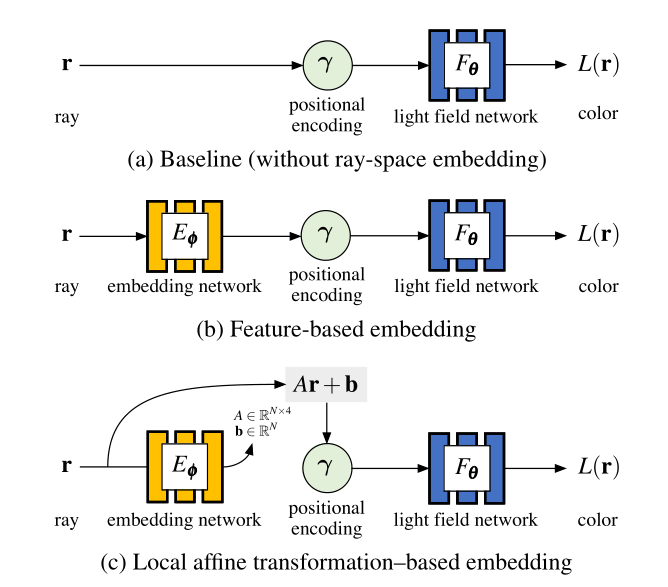 r γ F𝜽 L(r)
ray positional encoding light field network color
(a) Baseline (without ray-space embedding)
r E𝝓 γ F𝜽 L(r)
ray embedding network positional encoding light field network color
(b) Feature-based embedding
Ar + b
A ∈ ℝ^{N×4}
b ∈ ℝ^N
r E𝝓 γ F𝜽 L(r)
ray embedding network positional encoding light field network color
(c) Local affine transformation–based embedding